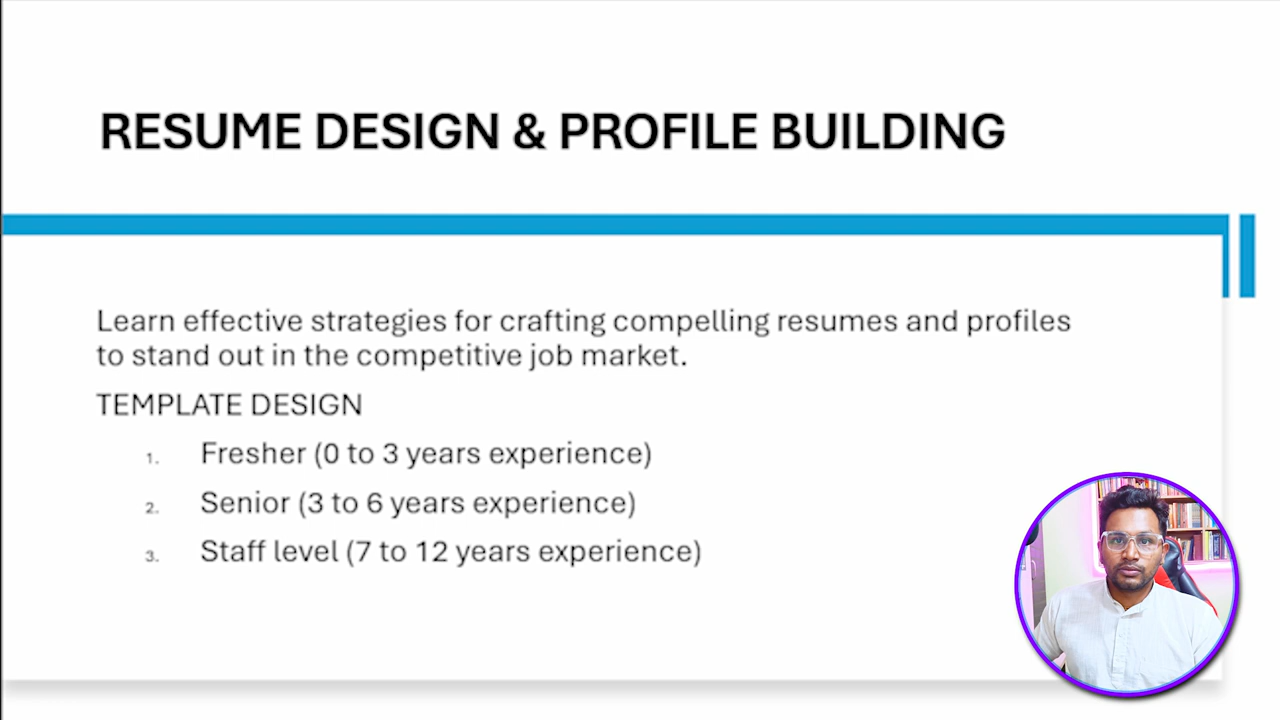 RESUME DESIGN & PROFILE BUILDING
Learn effective strategies for crafting compelling resumes and profiles
to stand out in the competitive job market.
TEMPLATE DESIGN
1. Fresher (0 to 3 years experience)
2. Senior (3 to 6 years experience)
3. Staff level (7 to 12 years experience)